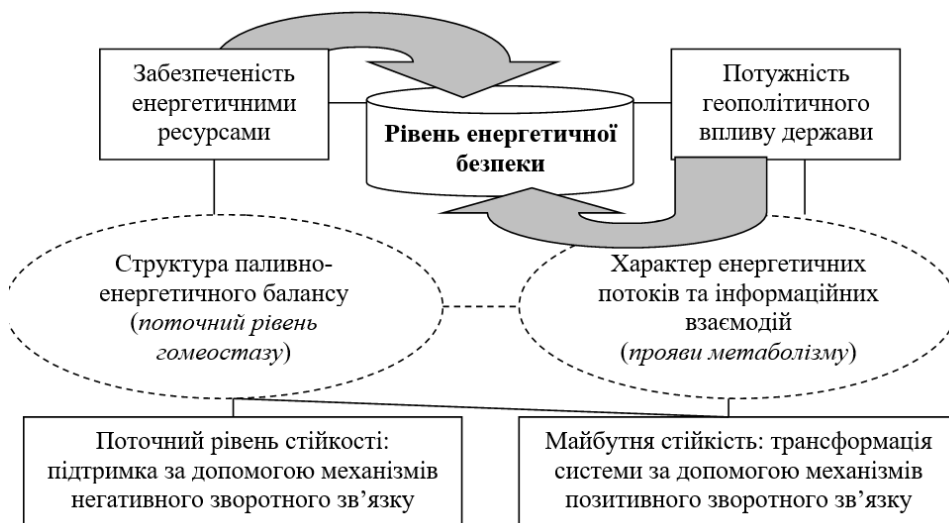 Забезпеченість
енергетичними
ресурсами
Рівень енергетичної
безпеки
Потужність
геополітичного
впливу держави
Структура паливно-
енергетичного балансу
(поточний рівень
гомеостазу)
Характер енергетичних
потоків та інформаційних
взаємодій
(прояви метаболізму)
Поточний рівень стійкості:
підтримка за допомогою механізмів
негативного зворотного зв’язку
Майбутня стійкість: трансформація
системи за допомогою механізмів
позитивного зворотного зв’язку